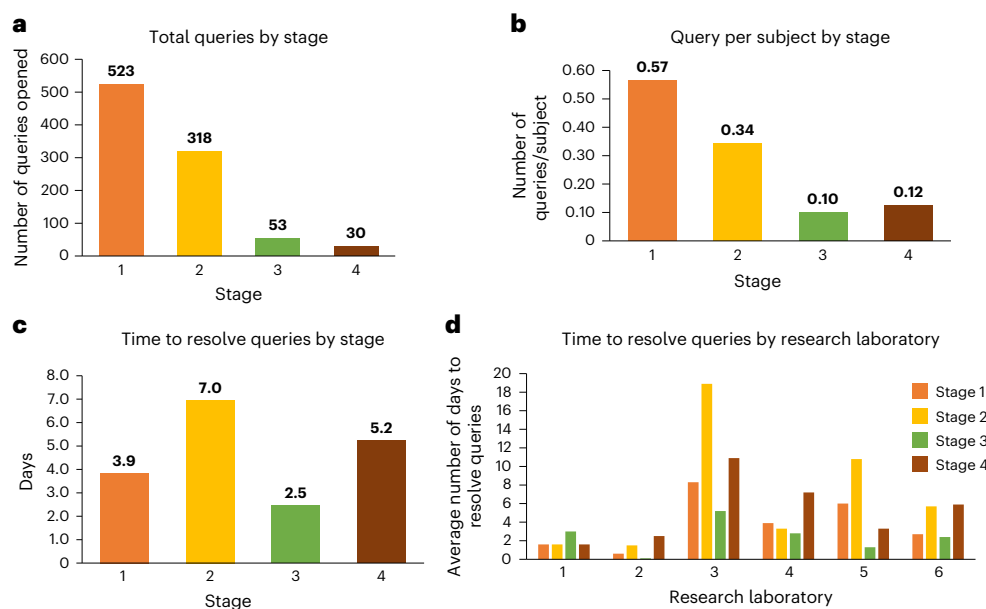 a
Total queries by stage
Number of queries opened
600
500
400
300
200
100
0
523
318
53
30
1 2 3 4
Stage
b
Query per subject by stage
Number of
queries/subject
0.60
0.50
0.40
0.30
0.20
0.10
0
0.57
0.34
0.10
0.12
1 2 3 4
Stage
c
Time to resolve queries by stage
Days
8.0
7.0
6.0
5.0
4.0
3.0
2.0
1.0
0
3.9
7.0
2.5
5.2
1 2 3 4
Stage
d
Time to resolve queries by research laboratory
Average number of days to
resolve queries
20
18
16
14
12
10
8
6
4
2
0
Stage 1
Stage 2
Stage 3
Stage 4
1 2 3 4 5 6
Research laboratory